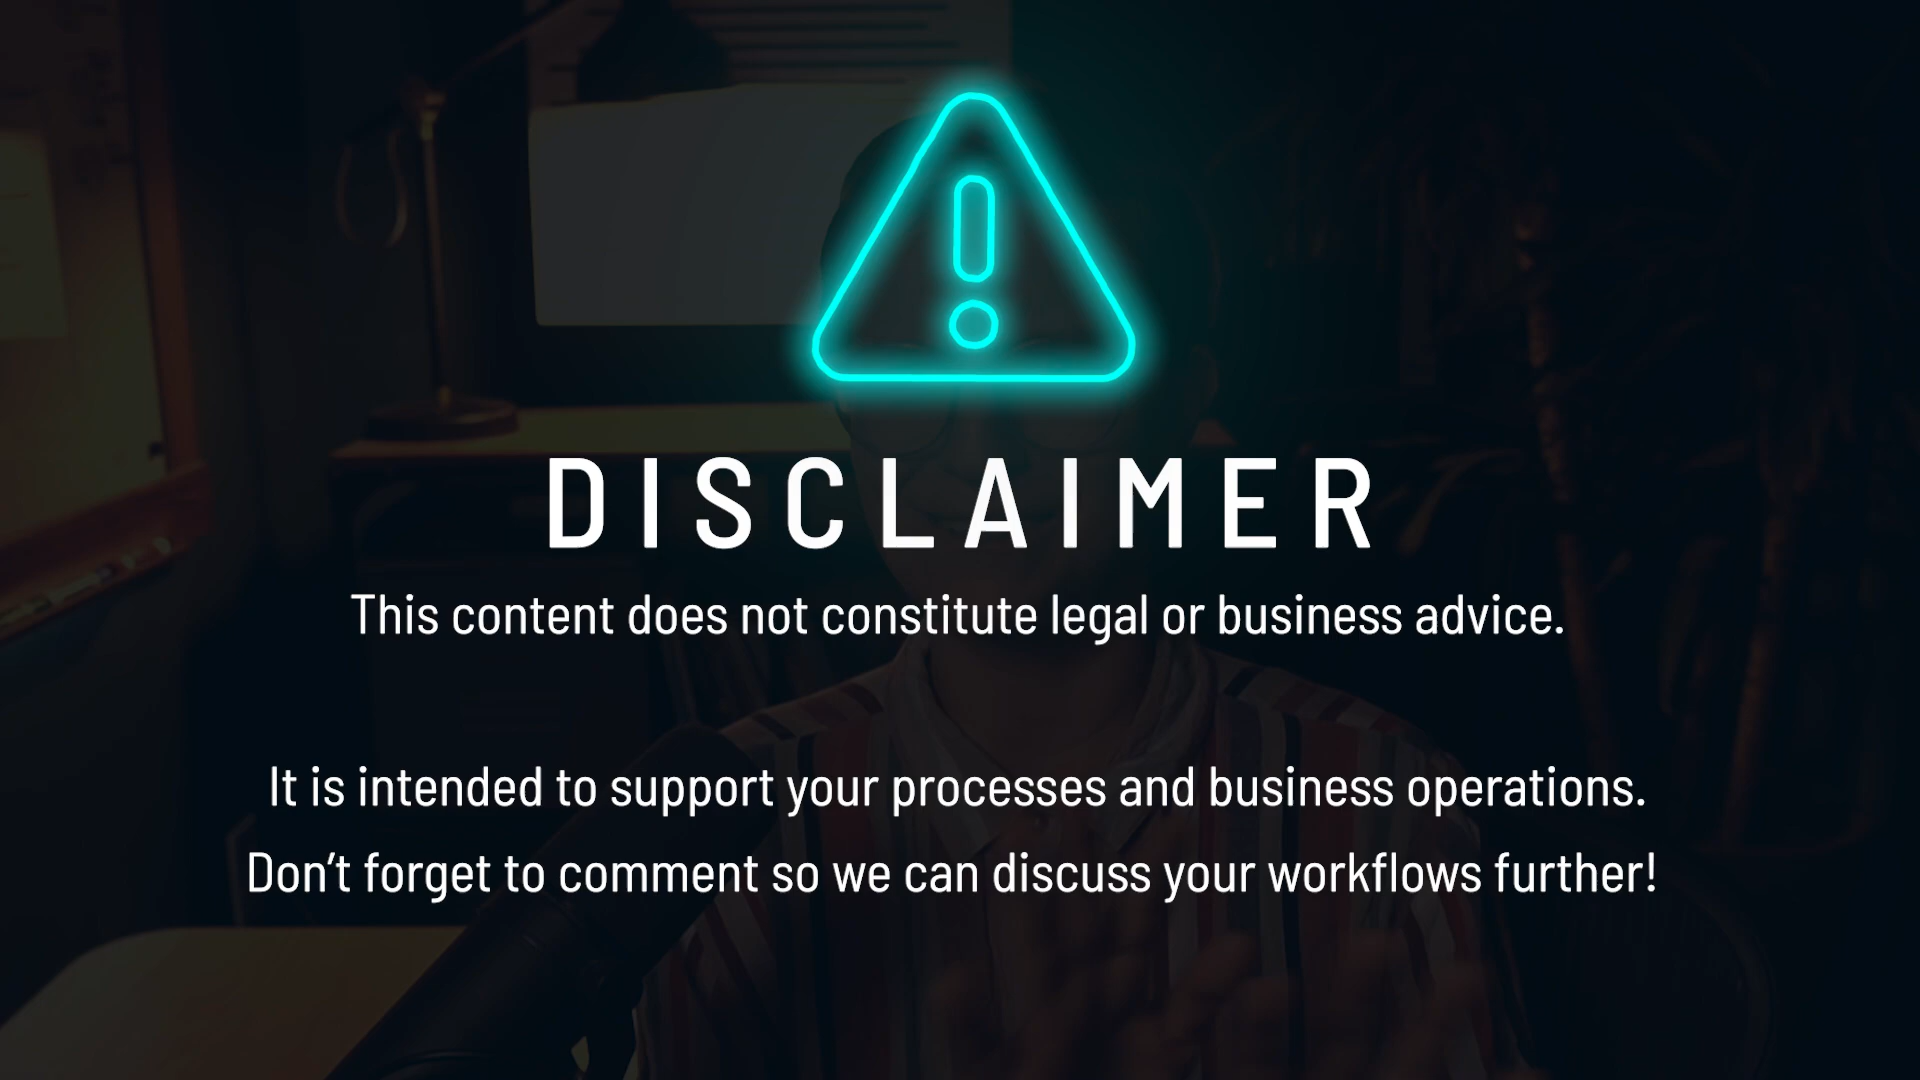 DISCLAIMER
This content does not constitute legal or business advice.
It is intended to support your processes and business operations.
Don’t forget to comment so we can discuss your workflows further!